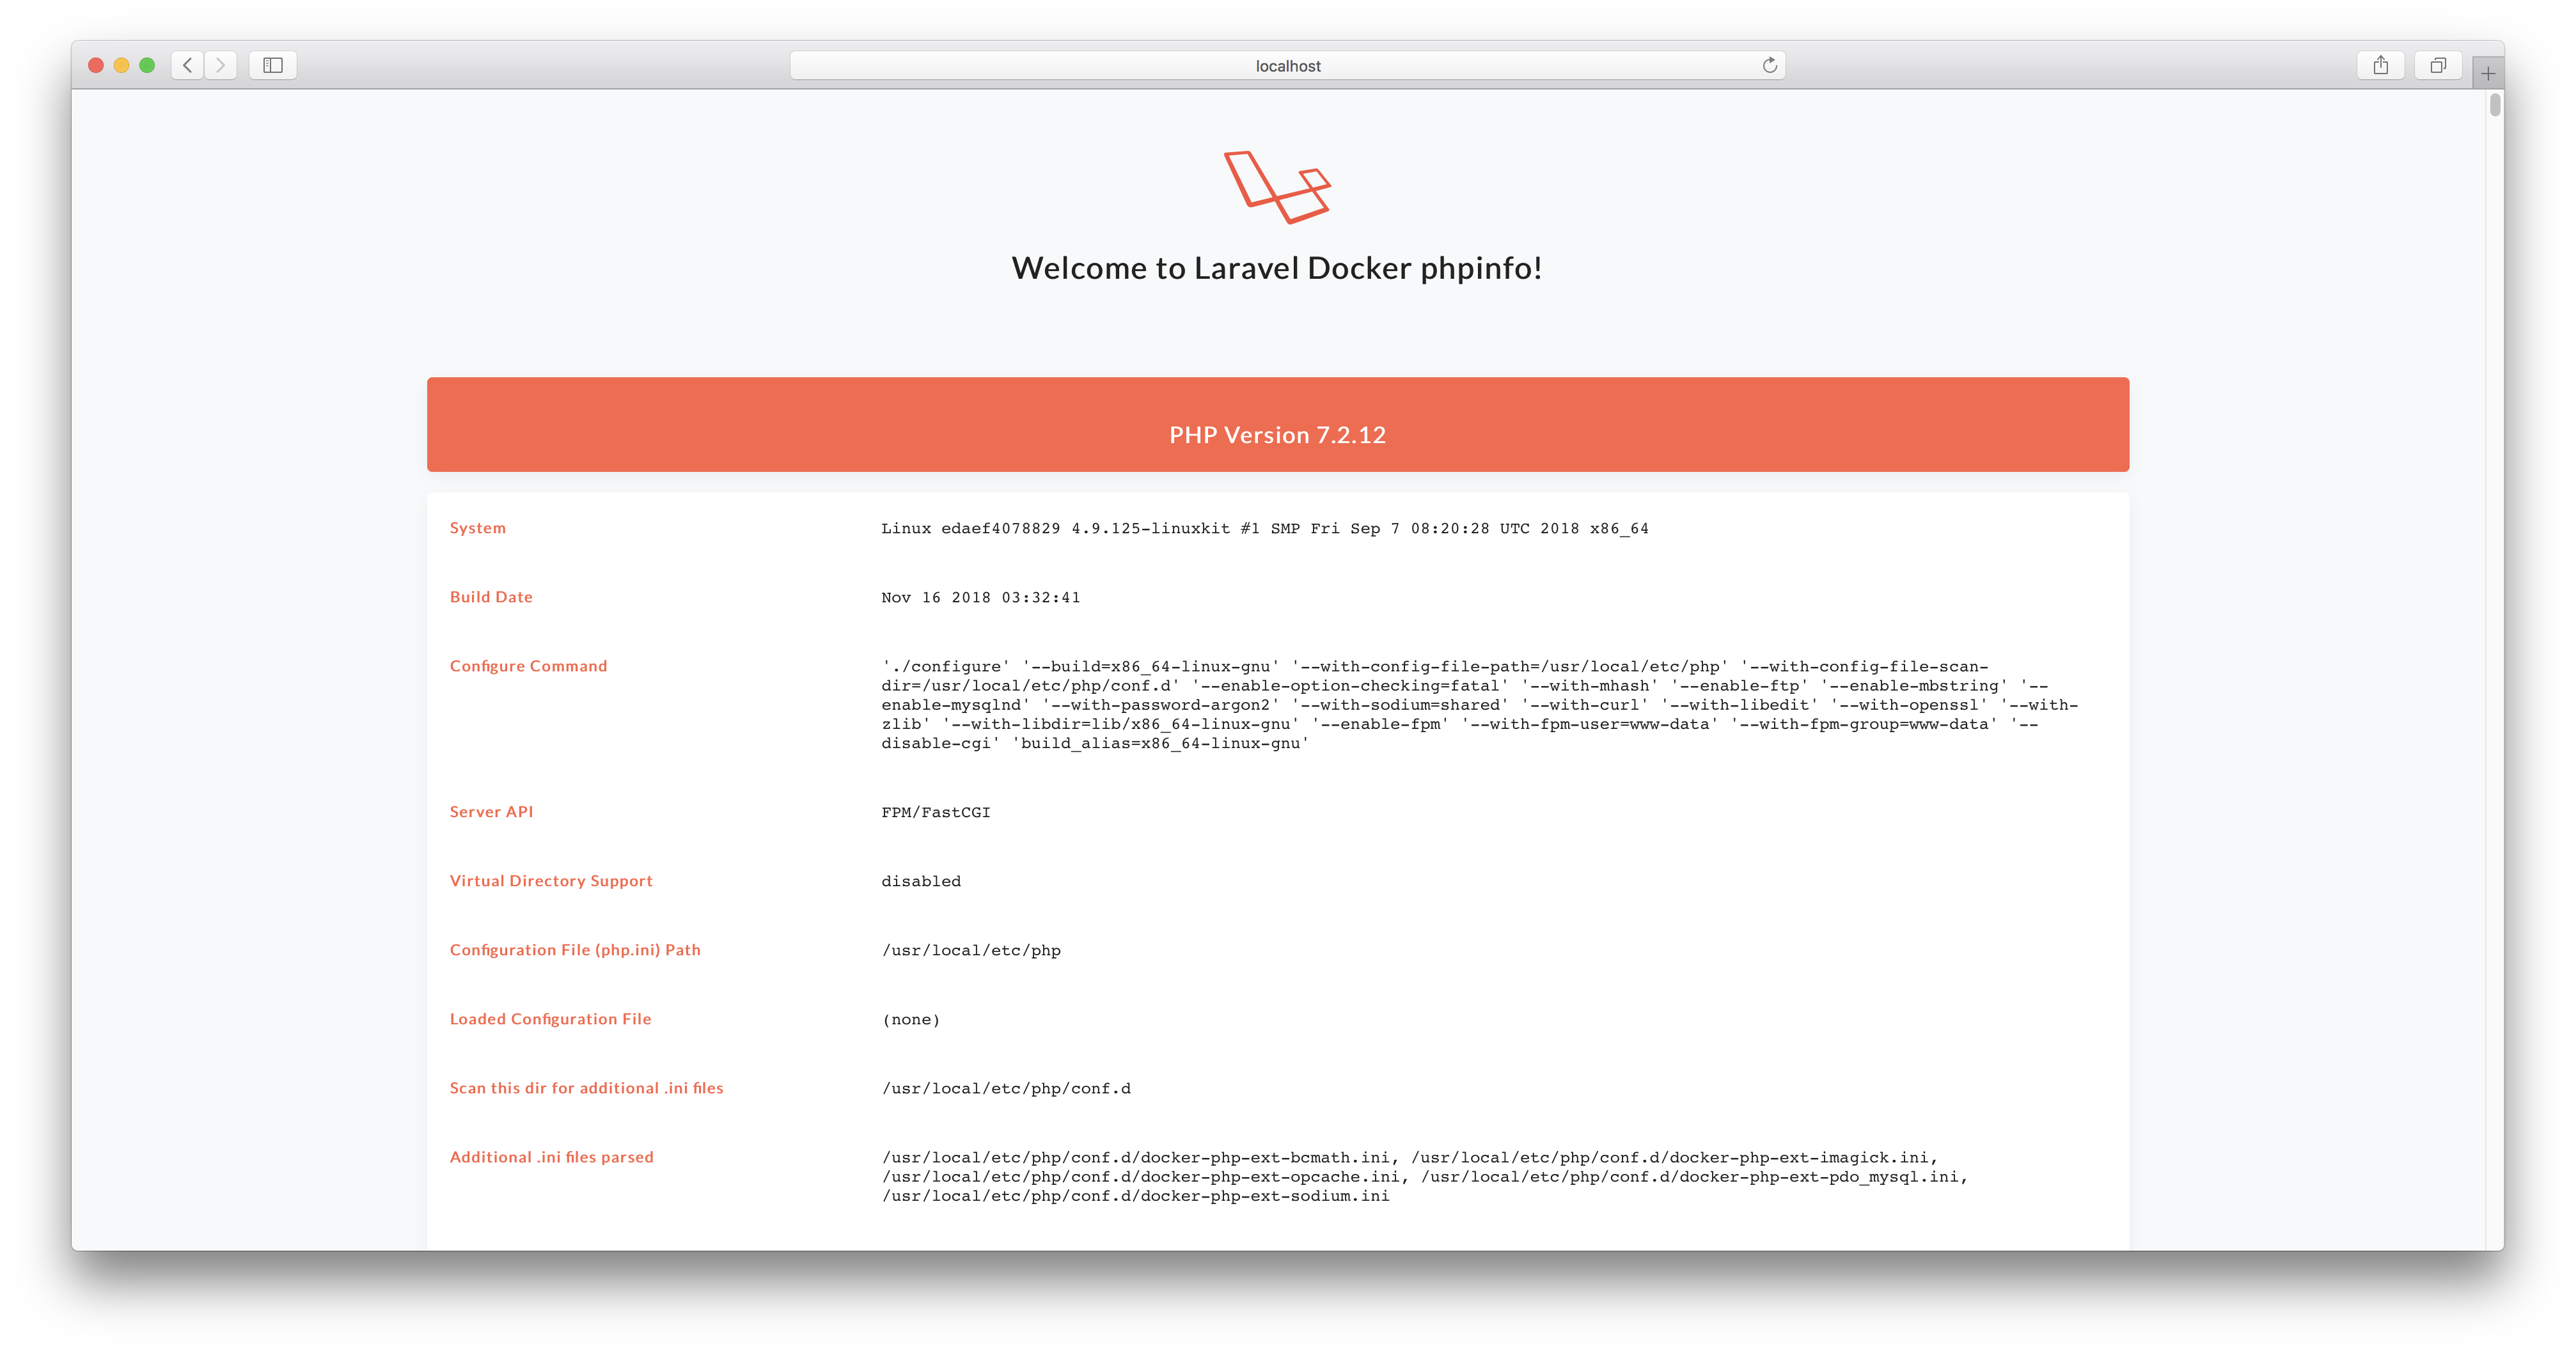 localhost
Welcome to Laravel Docker phpinfo!
PHP Version 7.2.12
System
Linux edaef4078829 4.9.125-linuxkit #1 SMP Fri Sep 7 08:20:28 UTC 2018 x86_64
Build Date
Nov 16 2018 03:32:41
Configure Command
'./configure' '--build=x86_64-linux-gnu' '--with-config-file-path=/usr/local/etc/php' '--with-config-file-scan-
dir=/usr/local/etc/php/conf.d' '--enable-option-checking=fatal' '--with-mhash' '--enable-ftp' '--enable-mbstring' '--
enable-mysqlnd' '--with-password-argon2' '--with-sodium=shared' '--with-curl' '--with-libedit' '--with-openssl' '--with-
zlib' '--with-libdir=lib/x86_64-linux-gnu' '--enable-fpm' '--with-fpm-user=www-data' '--with-fpm-group=www-data' '--
disable-cgi' 'build_alias=x86_64-linux-gnu'
Server API
FPM/FastCGI
Virtual Directory Support
disabled
Configuration File (php.ini) Path
/usr/local/etc/php
Loaded Configuration File
(none)
Scan this dir for additional .ini files
/usr/local/etc/php/conf.d
Additional .ini files parsed
/usr/local/etc/php/conf.d/docker-php-ext-bcmath.ini, /usr/local/etc/php/conf.d/docker-php-ext-imagick.ini,
/usr/local/etc/php/conf.d/docker-php-ext-opcache.ini, /usr/local/etc/php/conf.d/docker-php-ext-pdo_mysql.ini,
/usr/local/etc/php/conf.d/docker-php-ext-sodium.ini